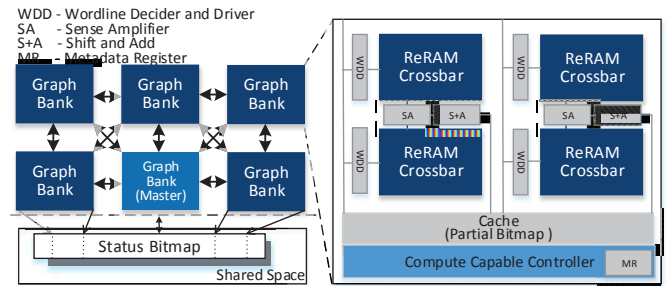 WDD - Wordline Decider and Driver
SA - Sense Amplifier
S+A - Shift and Add
MR - Metadata Register
Graph Bank
Graph Bank
Graph Bank
Graph Bank
Graph Bank (Master)
Graph Bank
Status Bitmap
Shared Space
WDD
ReRAM
Crossbar
WDD
ReRAM
Crossbar
SA
S+A
SA
S+A
WDD
ReRAM
Crossbar
WDD
ReRAM
Crossbar
Cache
(Partial Bitmap )
Compute Capable Controller
MR